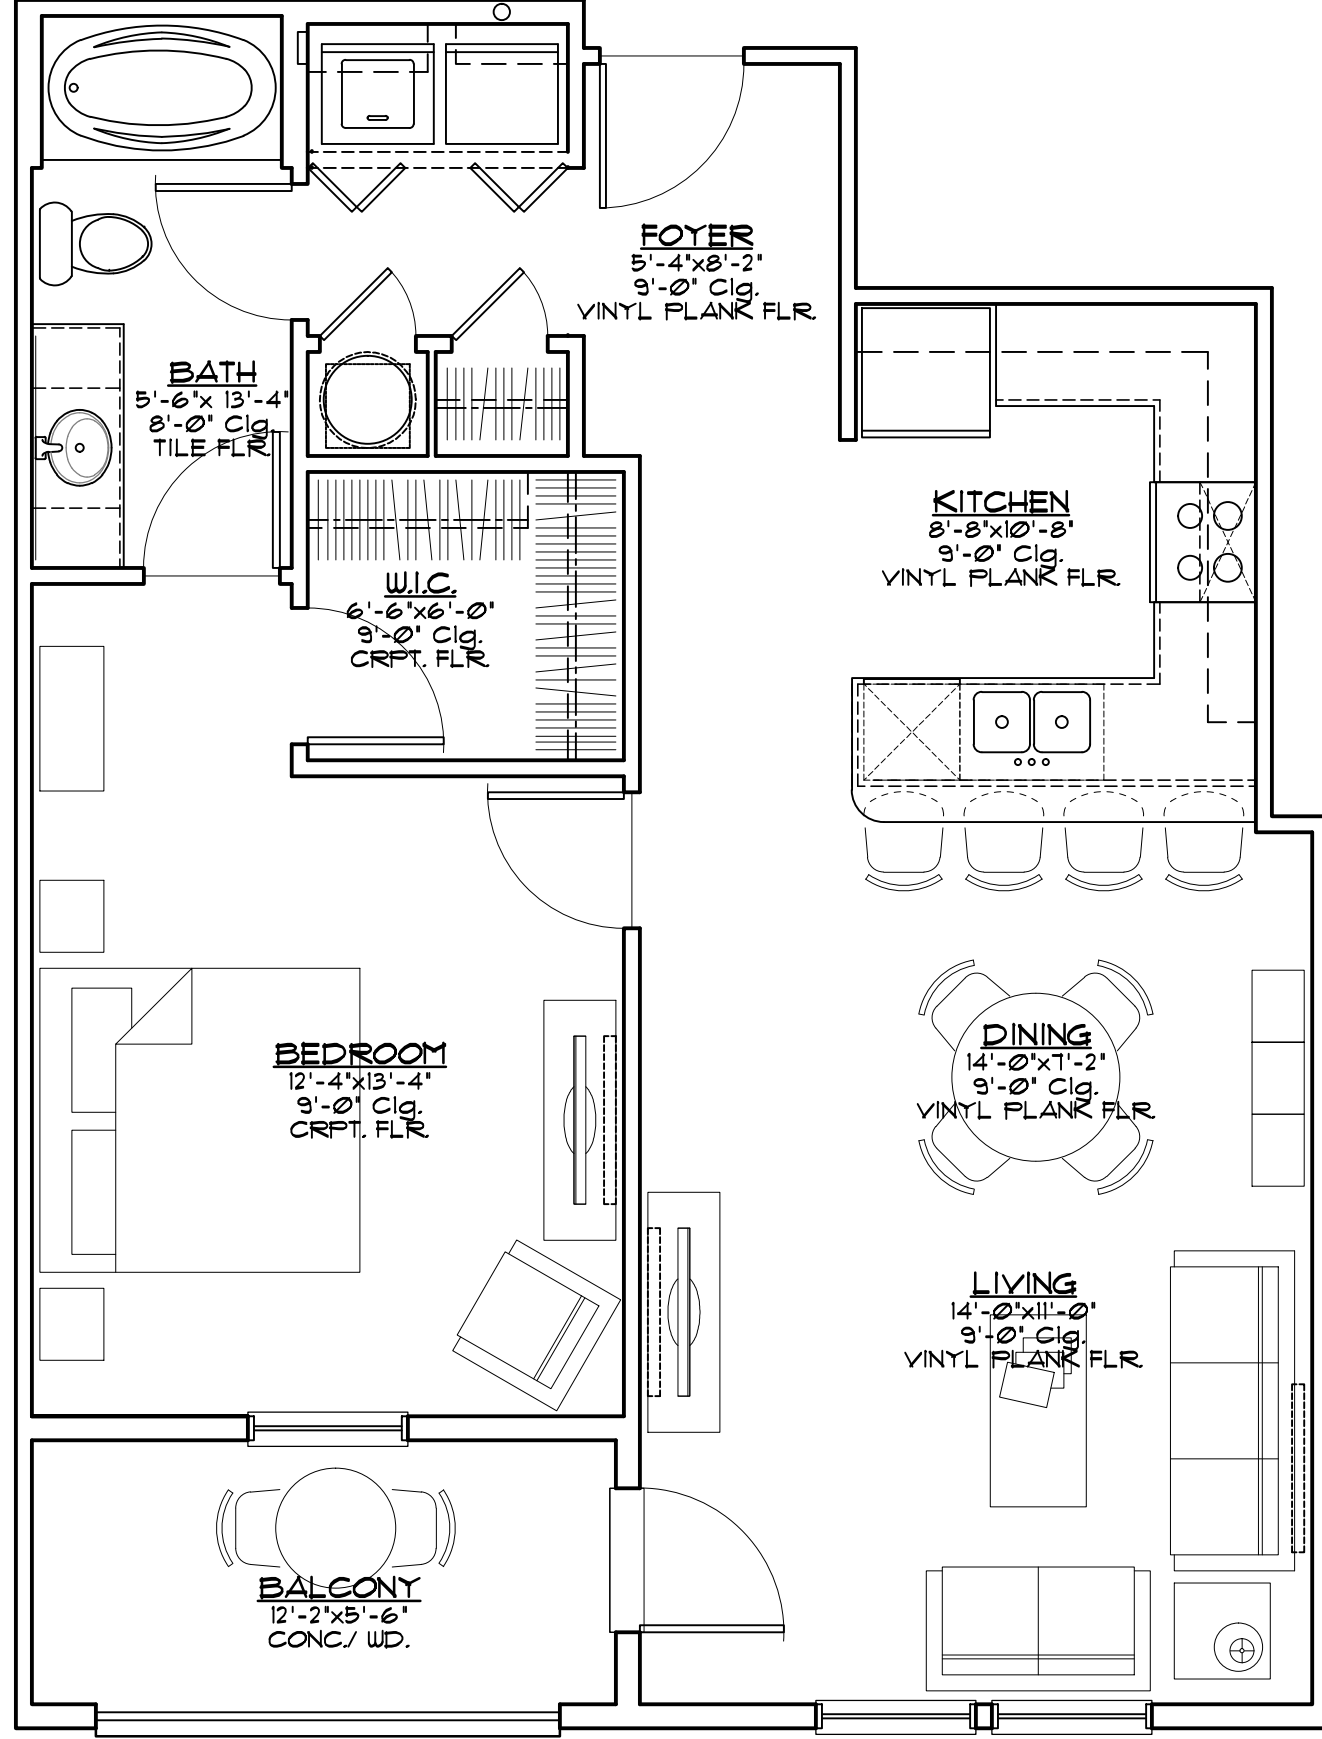 FOYER
5'-4"x8'-2"
9'-0" Clg.
VINYL PLANK FLR.
BATH
5'-6"x 13'-4"
8'-0" Clg.
TILE FLR.
KITCHEN
8'-8"x10'-8"
9'-0" Clg.
VINYL PLANK FLR.
W.I.C.
6'-6"x6'-0"
9'-0" Clg.
CRPT. FLR.
DINING
14'-0"x7'-2"
9'-0" Clg.
VINYL PLANK FLR.
BEDROOM
12'-4"x13'-4"
9'-0" Clg.
CRPT. FLR.
LIVING
14'-0"x11'-0"
9'-0" Clg.
VINYL PLANK FLR.
BALCONY
12'-2"x5'-6"
CONC./ WD.